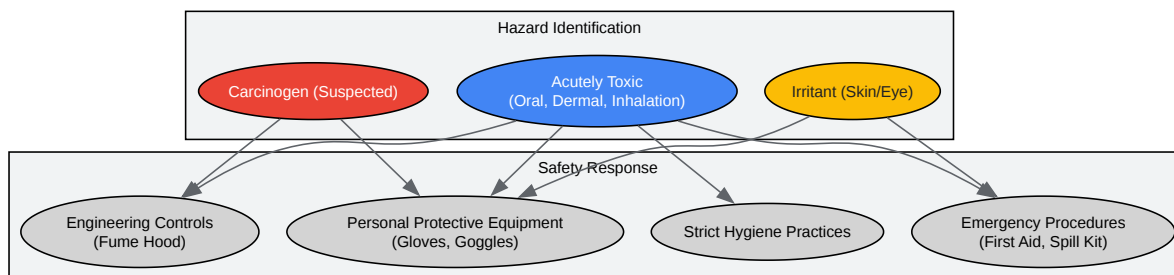 Hazard Identification
Carcinogen (Suspected)
Acutely Toxic
(Oral, Dermal, Inhalation)
Irritant (Skin/Eye)
Safety Response
Engineering Controls
(Fume Hood)
Personal Protective Equipment
(Gloves, Goggles)
Strict Hygiene Practices
Emergency Procedures
(First Aid, Spill Kit)